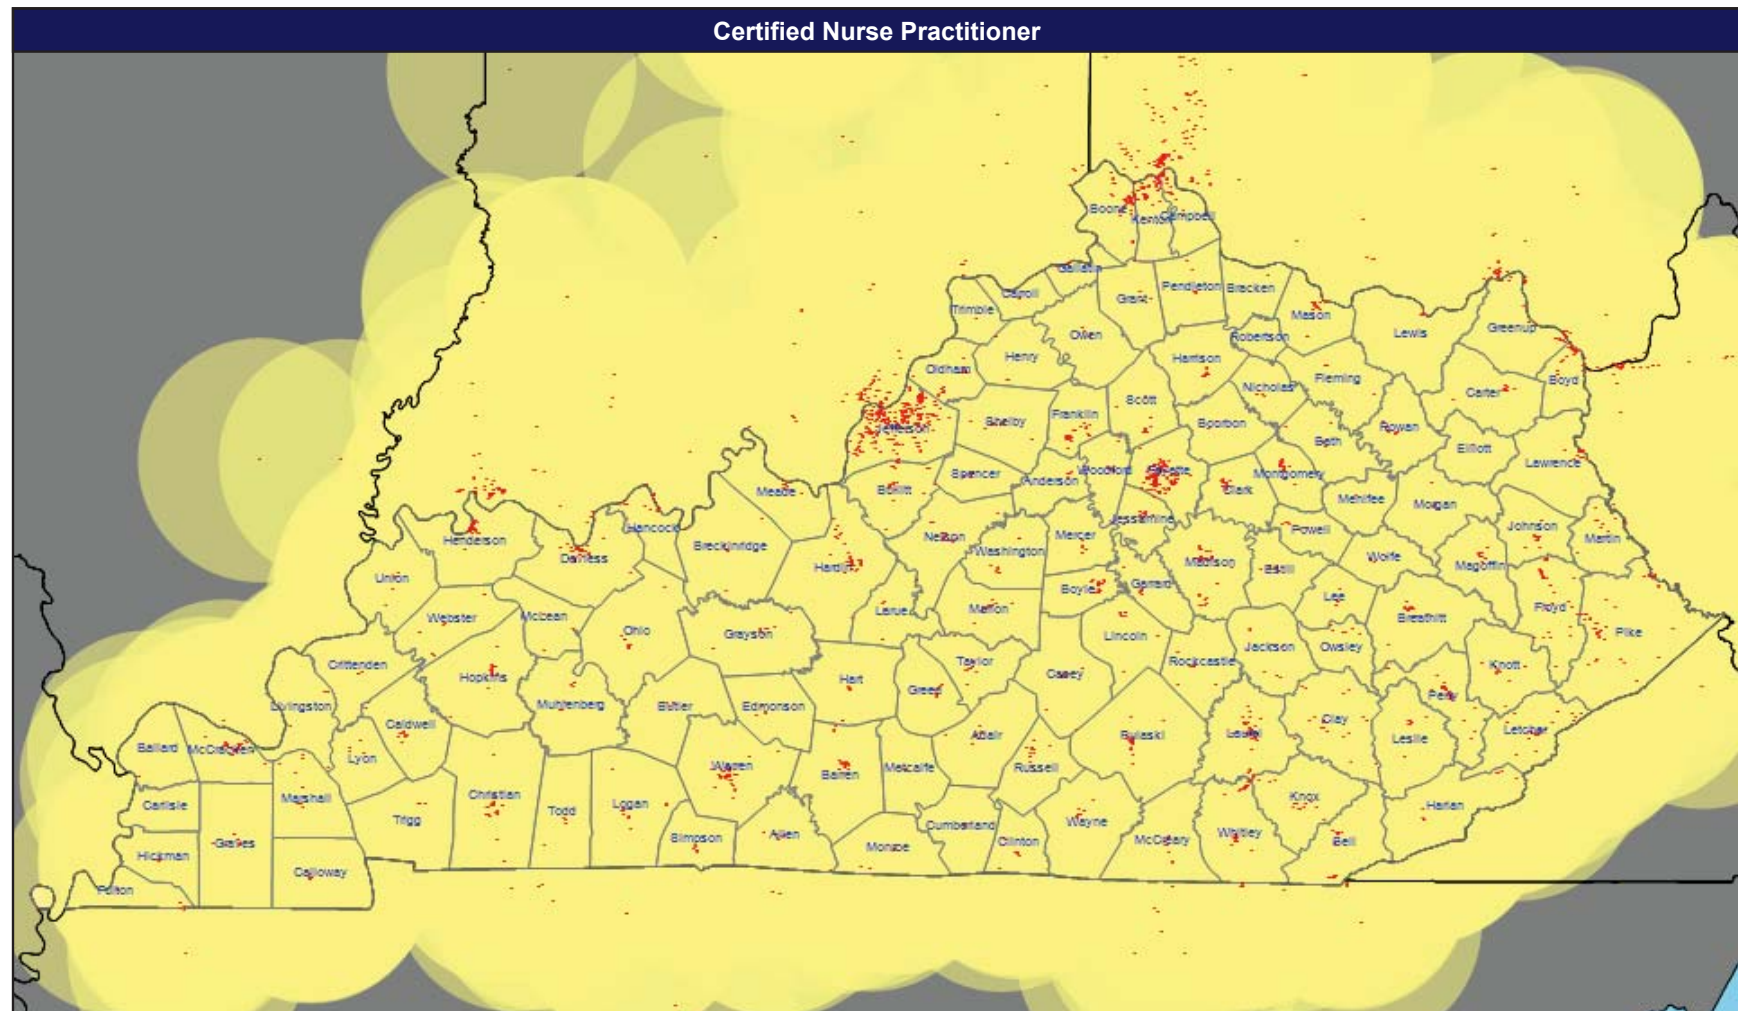 Certified Nurse Practitioner
Boone
Kenton
Campbell
Gallatin
Carroll
Trimble
Grant
Pendleton
Bracken
Mason
Lewis
Greenup
Owen
Robertson
Henry
Harrison
Oldham
Nicholas
Fleming
Carter
Boyd
Scott
Franklin
Shelby
Jefferson
Bourbon
Rowan
Bath
Elliott
Lawrence
Spencer
Woodford
Fayette
Montgomery
Anderson
Clark
Bullitt
Meade
Menifee
Morgan
Jessamine
Hancock
Henderson
Daviess
Breckinridge
Nelson
Mercer
Powell
Johnson
Martin
Washington
Wolfe
Magoffin
Madison
Estill
Hardin
Union
Boyle
Garrard
Lee
Larue
Marion
Floyd
Webster
McLean
Ohio
Grayson
Breathitt
Lincoln
Pike
Jackson
Owsley
Crittenden
Taylor
Rockcastle
Knott
Hopkins
Hart
Casey
Green
Perry
Livingston
Muhlenberg
Butler
Edmonson
Caldwell
Clay
Letcher
Ballard
McCracken
Adair
Pulaski
Laurel
Leslie
Lyon
Warren
Barren
Metcalfe
Russell
Christian
Marshall
Carlisle
Logan
Knox
Harlan
Todd
Trigg
Wayne
Cumberland
Allen
Simpson
Whitley
Graves
McCreary
Clinton
Bell
Monroe
Hickman
Calloway
Fulton